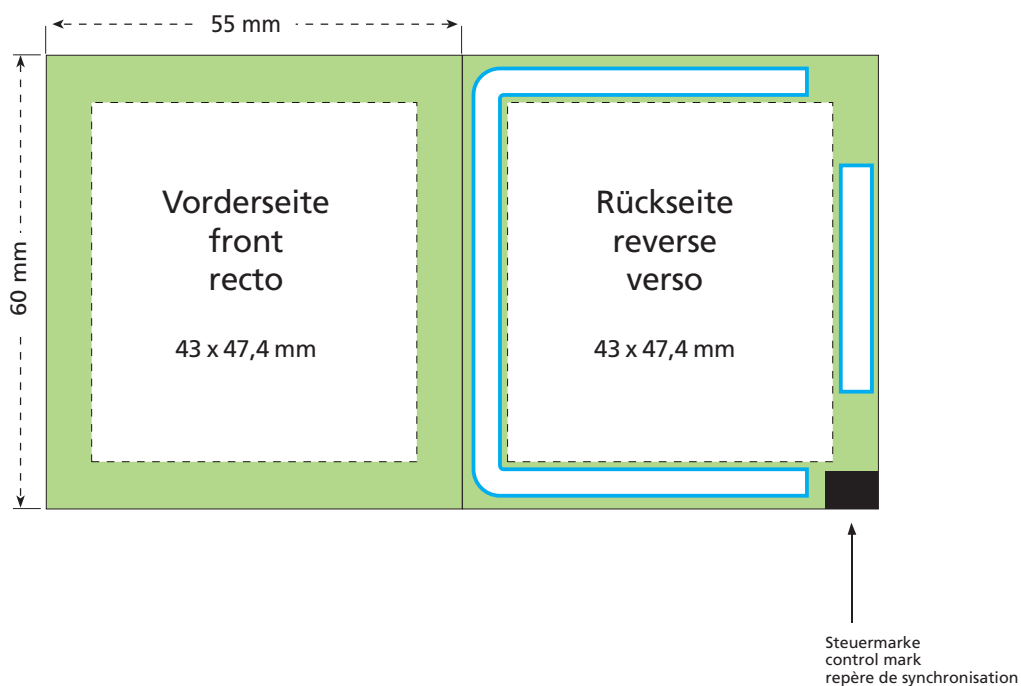 55 mm
60 mm
Vorderseite
front
recto
43 x 47,4 mm
Rückseite
reverse
verso
43 x 47,4 mm
Steuermarke
control mark
repère de synchronisation